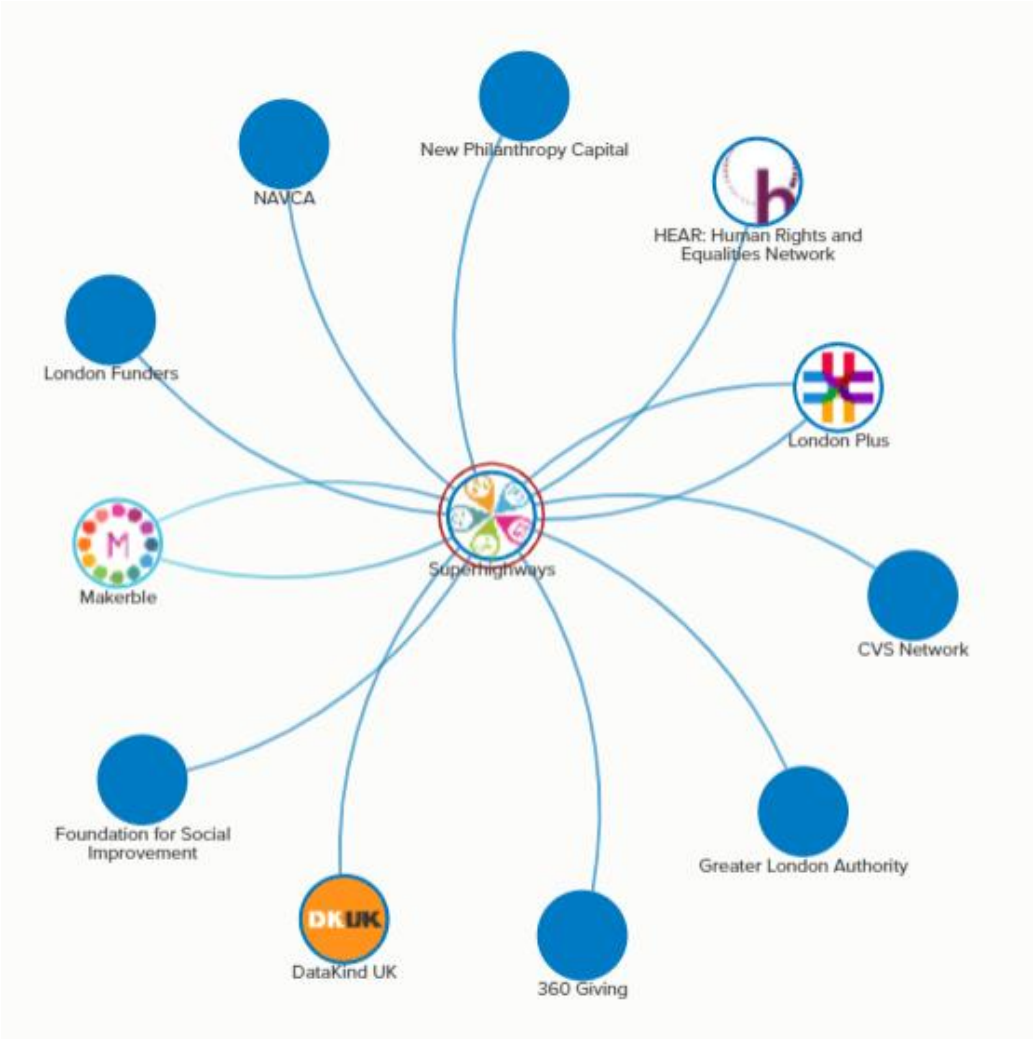 New Philanthropy Capital
NAVCA
h
HEAR: Human Rights and
Equalities Network
London Funders
London Plus
M
Makerble
Superhighways
CVS Network
Foundation for Social
Improvement
Greater London Authority
DKUK
DataKind UK
360 Giving